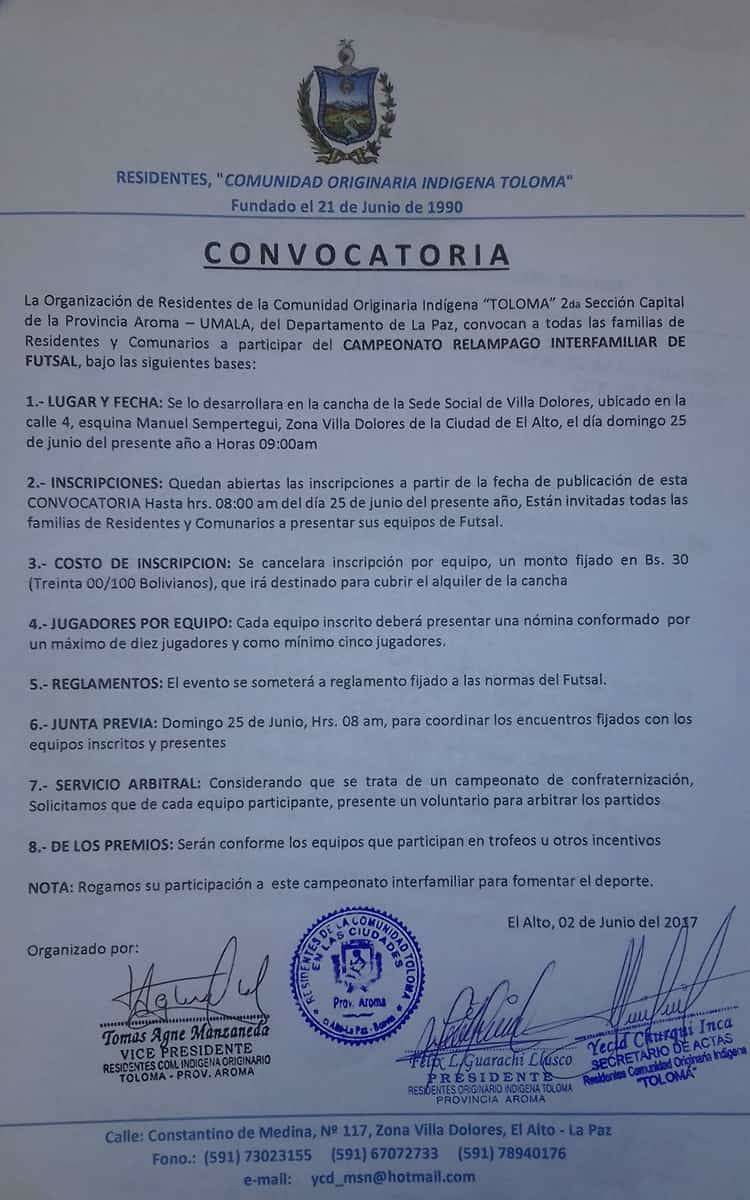 RESIDENTES, "COMUNIDAD ORIGINARIA INDIGENA TOLOMA"
Fundado el 21 de Junio de 1990
CONVOCATORIA
La Organización de Residentes de la Comunidad Originaria Indígena “TOLOMA” 2da Sección Capital
de la Provincia Aroma – UMALA, del Departamento de La Paz, convocan a todas las familias de
Residentes y Comunarios a participar del CAMPEONATO RELAMPAGO INTERFAMILIAR DE
FUTSAL, bajo las siguientes bases:
1.- LUGAR Y FECHA: Se lo desarrollara en la cancha de la Sede Social de Villa Dolores, ubicado en la
calle 4, esquina Manuel Sempertegui, Zona Villa Dolores de la Ciudad de El Alto, el día domingo 25
de junio del presente año a Horas 09:00am
2.- INSCRIPCIONES: Quedan abiertas las inscripciones a partir de la fecha de publicación de esta
CONVOCATORIA Hasta hrs. 08:00 am del día 25 de junio del presente año, Están invitadas todas las
familias de Residentes y Comunarios a presentar sus equipos de Futsal.
3.- COSTO DE INSCRIPCION: Se cancelara inscripción por equipo, un monto fijado en Bs. 30
(Treinta 00/100 Bolivianos), que irá destinado para cubrir el alquiler de la cancha
4.- JUGADORES POR EQUIPO: Cada equipo inscrito deberá presentar una nómina conformado por
un máximo de diez jugadores y como mínimo cinco jugadores.
5.- REGLAMENTOS: El evento se someterá a reglamento fijado a las normas del Futsal.
6.- JUNTA PREVIA: Domingo 25 de Junio, Hrs. 08 am, para coordinar los encuentros fijados con los
equipos inscritos y presentes
7.- SERVICIO ARBITRAL: Considerando que se trata de un campeonato de confraternización,
Solicitamos que de cada equipo participante, presente un voluntario para arbitrar los partidos
8.- DE LOS PREMIOS: Serán conforme los equipos que participan en trofeos u otros incentivos
NOTA: Rogamos su participación a este campeonato interfamiliar para fomentar el deporte.
El Alto, 02 de Junio del 2017
Organizado por:
RESIDENTES DE LA COMUNIDAD TOLOMA
EN LAS CIUDADES
Prov. Aroma
Tomas Agne Manzaneda
VICE PRESIDENTE
RESIDENTES COM. INDIGENA ORIGINARIO
TOLOMA - PROV. AROMA
Felix L. Guarachi Llusco
PRESIDENTE
RESIDENTES ORIGINARIO INDIGENA TOLOMA
PROVINCIA AROMA
Yecid Churqui Inca
SECRETARIO DE ACTAS
Residentes Comunidad Originaria Indigena
"TOLOMA"
Calle: Constantino de Medina, Nº 117, Zona Villa Dolores, El Alto - La Paz
Fono.: (591) 73023155 (591) 67072733 (591) 78940176
e-mail: ycd_msn@hotmail.com